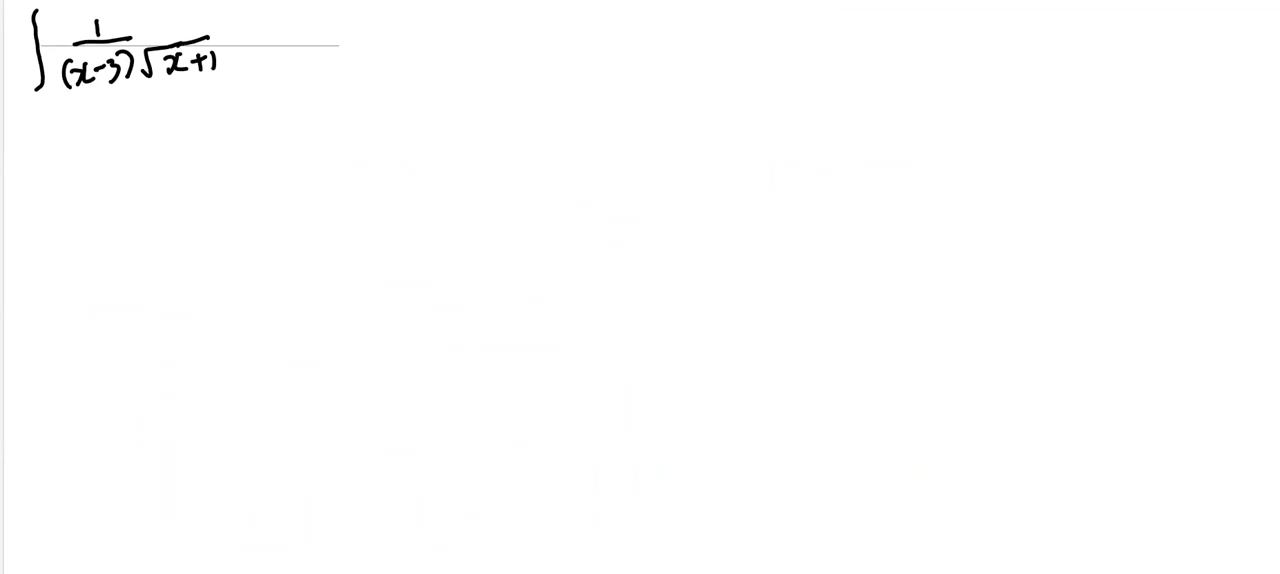 ∫ 1/((x-3)√(x+1))